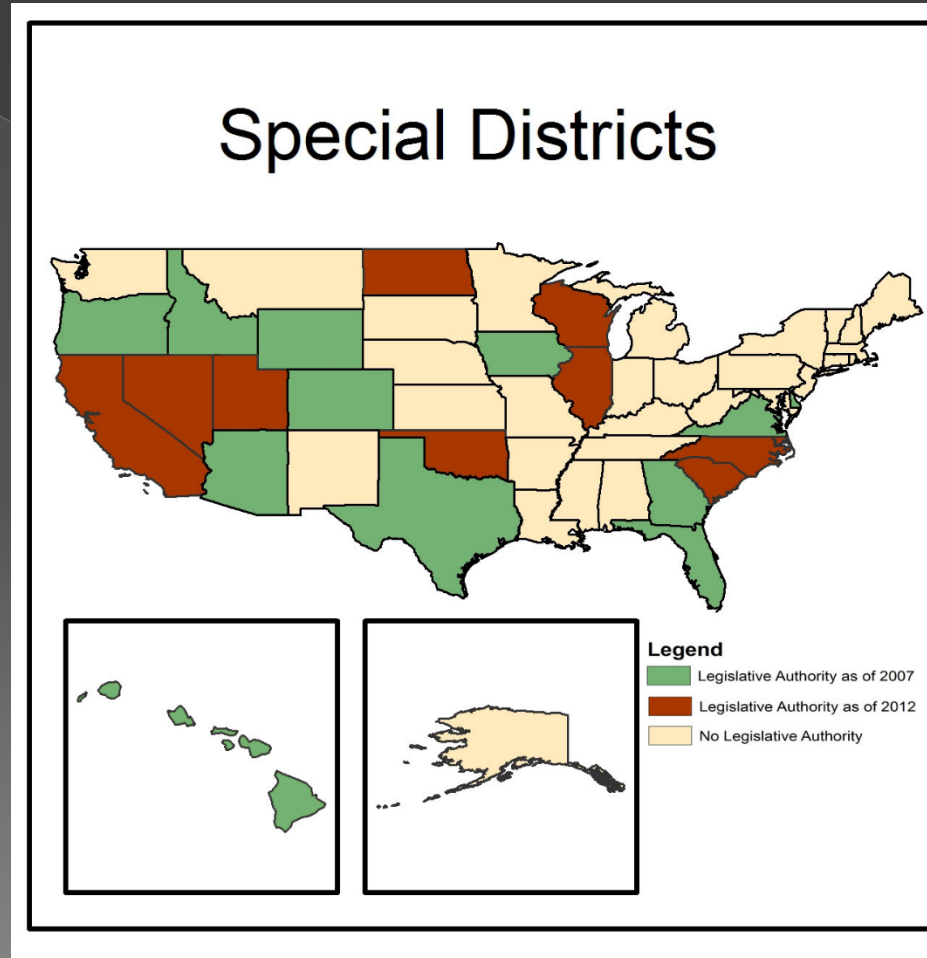 Special Districts
Legend
Legislative Authority as of 2007
Legislative Authority as of 2012
No Legislative Authority